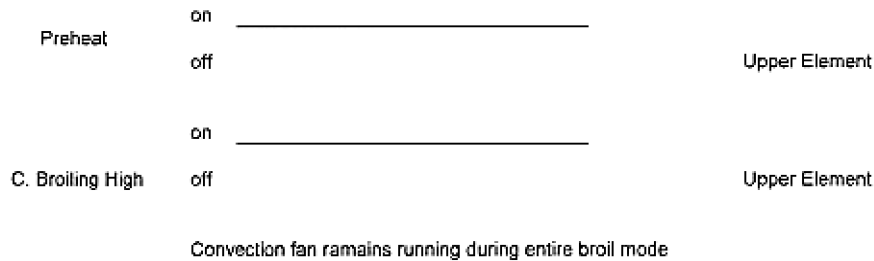 on
Preheat
off Upper Element
on
C. Broiling High off Upper Element
Convection fan ramains running during entire broil mode